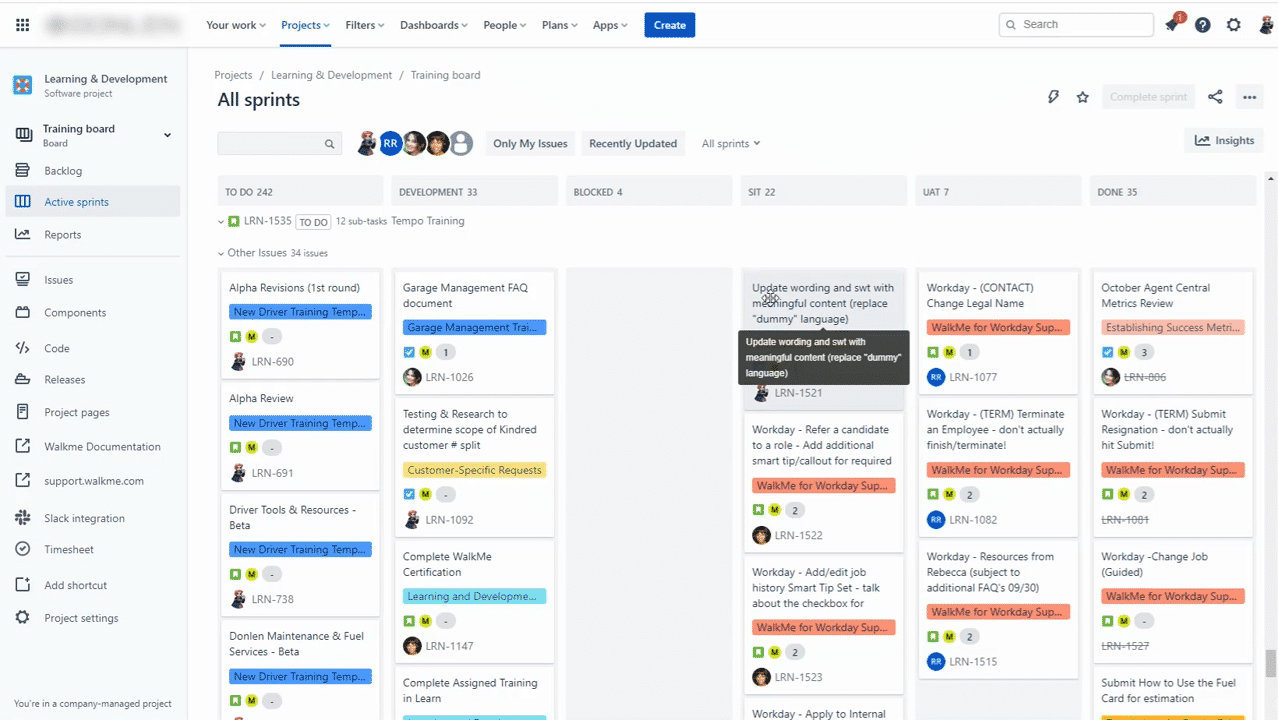 Your work
Projects
Filters
Dashboards
People
Plans
Apps
Create
Search
1
Learning & Development
Software project
Training board
Board
Backlog
Active sprints
Reports
Issues
Components
Code
Releases
Project pages
Walkme Documentation
support.walkme.com
Slack integration
Timesheet
Add shortcut
Project settings
You're in a company-managed project
Projects / Learning & Development / Training board
All sprints
Complete sprint
RR
Only My Issues
Recently Updated
All sprints
Insights
TO DO 242
DEVELOPMENT 33
BLOCKED 4
SIT 22
UAT 7
DONE 35
LRN-1535 TO DO 12 sub-tasks Tempo Training
Other Issues 34 issues
Alpha Revisions (1st round)
New Driver Training Temp...
M -
LRN-690
Alpha Review
New Driver Training Temp...
M -
LRN-691
Driver Tools & Resources -
Beta
New Driver Training Temp...
M -
LRN-738
Donlen Maintenance & Fuel
Services - Beta
New Driver Training Temp...
M -
Garage Management FAQ
document
Garage Management Trai...
M 1
LRN-1026
Testing & Research to
determine scope of Kindred
customer # split
Customer-Specific Requests
M -
LRN-1092
Complete WalkMe
Certification
Learning and Developme...
M -
LRN-1147
Complete Assigned Training
in Learn
Update wording and swt with
meaningful content (replace
"dummy" language)
Update wording and swt with
meaningful content (replace "dummy"
language)
LRN-1521
Workday - Refer a candidate
to a role - Add additional
smart tip/callout for required
WalkMe for Workday Sup...
M 2
LRN-1522
Workday - Add/edit job
history Smart Tip Set - talk
about the checkbox for
WalkMe for Workday Sup...
M 2
LRN-1523
Workday - Apply to Internal
Workday - (CONTACT)
Change Legal Name
WalkMe for Workday Sup...
M 1
RR LRN-1077
Workday - (TERM) Terminate
an Employee - don't actually
finish/terminate!
WalkMe for Workday Sup...
M 2
RR LRN-1082
Workday - Resources from
Rebecca (subject to
additional FAQ's 09/30)
WalkMe for Workday Sup...
M 2
RR LRN-1515
October Agent Central
Metrics Review
Establishing Success Metri...
M 3
LRN-806
Workday - (TERM) Submit
Resignation - don't actually
hit Submit!
WalkMe for Workday Sup...
M 2
LRN-1081
Workday -Change Job
(Guided)
WalkMe for Workday Sup...
M -
LRN-1527
Submit How to Use the Fuel
Card for estimation